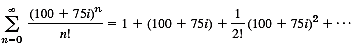 ∞
∑ (100 + 75i)ⁿ / n! = 1 + (100 + 75i) + 1/2! (100 + 75i)² + ···
n=0